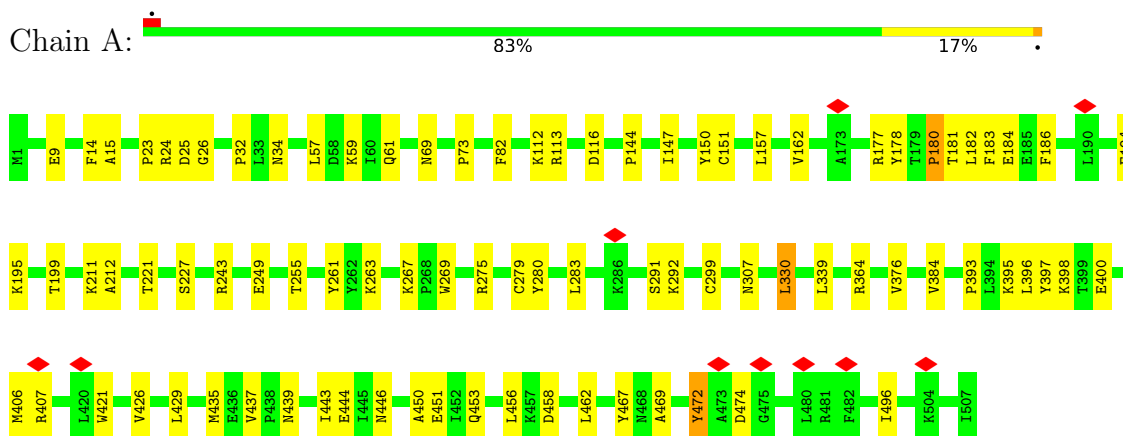 Chain A:
83% 17%
M1 E9 F14 A15 P23 R24 D25 G26 P32 L33 N34 L57 D58 K59 I60 Q61 N69 P73 F82 K112 R113 D116 P144 I147 Y150 C151 L157 V162 A173 R177 Y178 T179 P180 T181 L182 F183 E184 E185 F186 L190
K195 T199 K211 A212 T221 S227 R243 E249 T255 Y261 Y262 K263 K267 P268 W269 R275 C279 Y280 L283 K286 S291 K292 C299 N307 L330 L339 R364 V376 V384 P393 L394 K395 L396 Y397 K398 T399 E400
M406 R407 L420 W421 V426 L429 M435 E436 V437 P438 N439 I443 E444 I445 N446 A450 E451 I452 Q453 L456 K457 D458 L462 Y467 N468 A469 Y472 A473 D474 G475 L480 R481 F482 I496 K504 I507